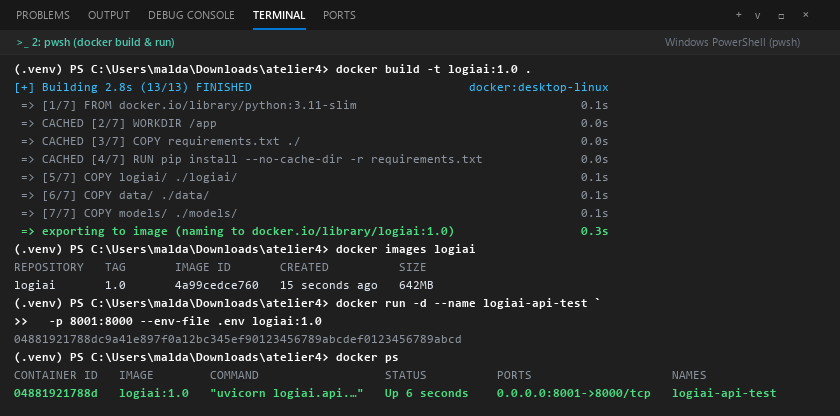 PROBLEMS OUTPUT DEBUG CONSOLE TERMINAL PORTS + v □ ×
>_ 2: pwsh (docker build & run) Windows PowerShell (pwsh)
(.venv) PS C:\Users\malda\Downloads\atelier4> docker build -t logiai:1.0 .
[+] Building 2.8s (13/13) FINISHED docker:desktop-linux
=> [1/7] FROM docker.io/library/python:3.11-slim 0.1s
=> CACHED [2/7] WORKDIR /app 0.0s
=> CACHED [3/7] COPY requirements.txt ./ 0.0s
=> CACHED [4/7] RUN pip install --no-cache-dir -r requirements.txt 0.0s
=> [5/7] COPY logiai/ ./logiai/ 0.1s
=> [6/7] COPY data/ ./data/ 0.1s
=> [7/7] COPY models/ ./models/ 0.1s
=> exporting to image (naming to docker.io/library/logiai:1.0) 0.3s
(.venv) PS C:\Users\malda\Downloads\atelier4> docker images logiai
REPOSITORY TAG IMAGE ID CREATED SIZE
logiai 1.0 4a99cedce760 15 seconds ago 642MB
(.venv) PS C:\Users\malda\Downloads\atelier4> docker run -d --name logiai-api-test `
>> -p 8001:8000 --env-file .env logiai:1.0
04881921788dc9a41e897f0a12bc345ef90123456789abcdef0123456789abcd
(.venv) PS C:\Users\malda\Downloads\atelier4> docker ps
CONTAINER ID IMAGE COMMAND STATUS PORTS NAMES
04881921788d logiai:1.0 "uvicorn logiai.api.…" Up 6 seconds 0.0.0.0:8001->8000/tcp logiai-api-test